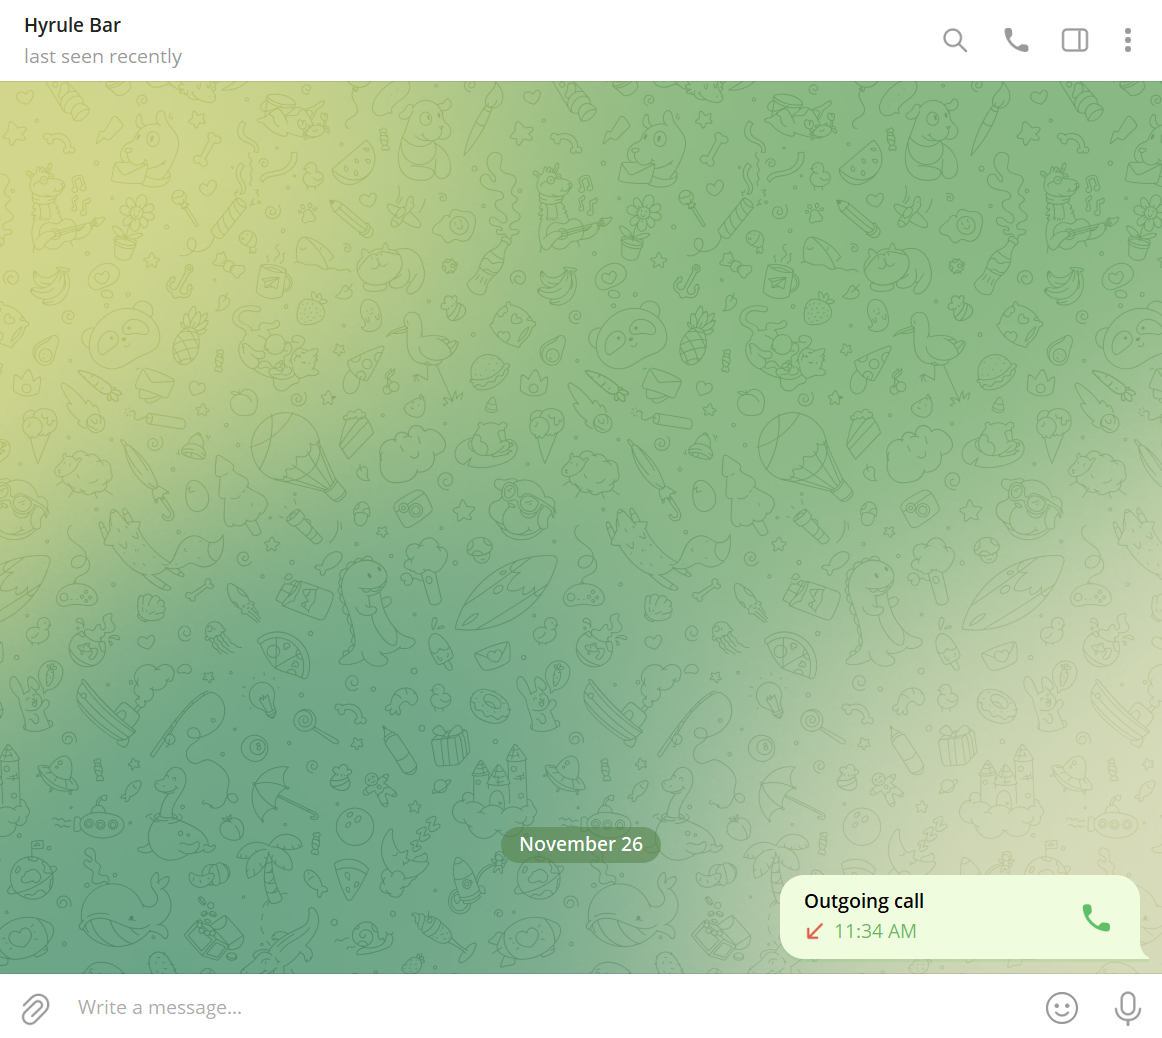 Hyrule Bar
last seen recently
November 26
Outgoing call
11:34 AM
Write a message...